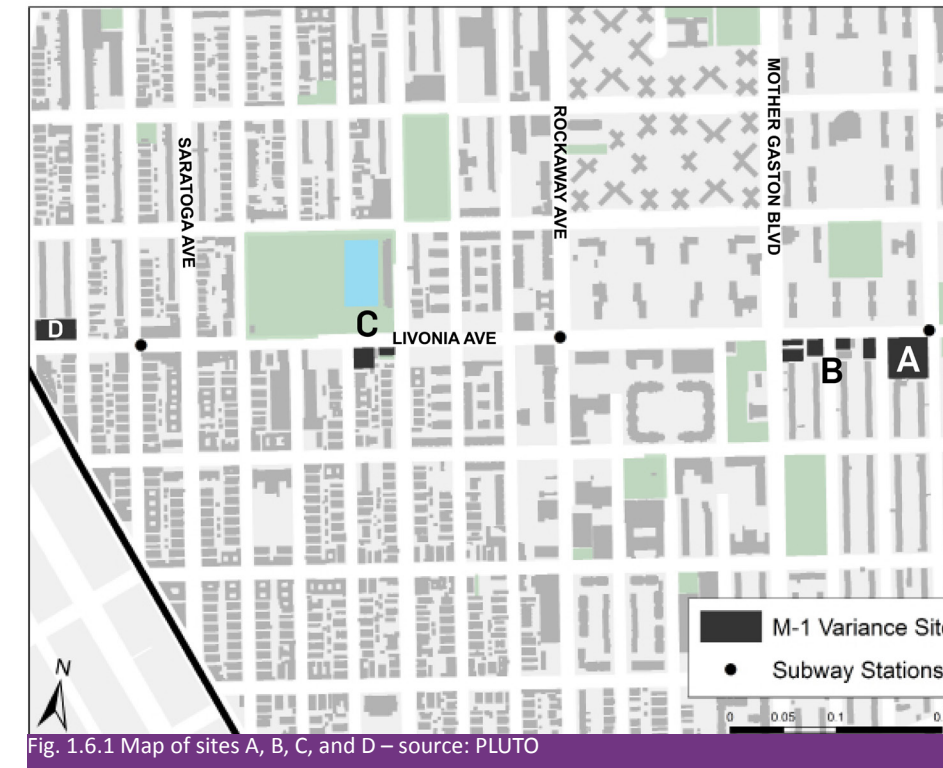 SARATOGA AVE
ROCKAWAY AVE
MOTHER GASTON BLVD
D
C
LIVONIA AVE
B
A
M-1 Variance Site
Subway Stations
N
0 0.05 0.1
Fig. 1.6.1 Map of sites A, B, C, and D – source: PLUTO